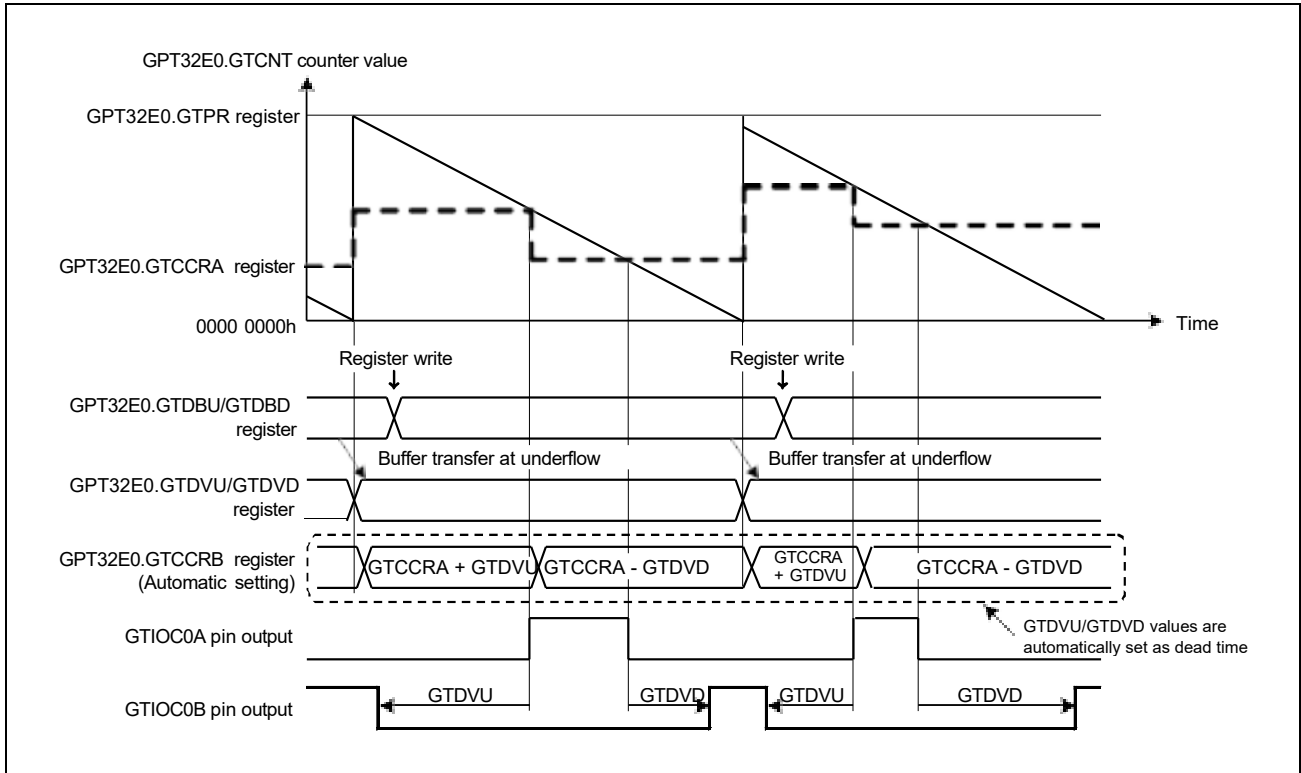 GPT32E0.GTCNT counter value
GPT32E0.GTPR register
GPT32E0.GTCCRA register
0000 0000h
Time
Register write
Register write
GPT32E0.GTDBU/GTDBD
register
Buffer transfer at underflow
Buffer transfer at underflow
GPT32E0.GTDVU/GTDVD
register
GPT32E0.GTCCRB register
(Automatic setting)
GTCCRA + GTDVU
GTCCRA - GTDVD
GTCCRA
+ GTDVU
GTCCRA - GTDVD
GTIOC0A pin output
GTDVU/GTDVD values are
automatically set as dead time
GTIOC0B pin output
GTDVU
GTDVD
GTDVU
GTDVD